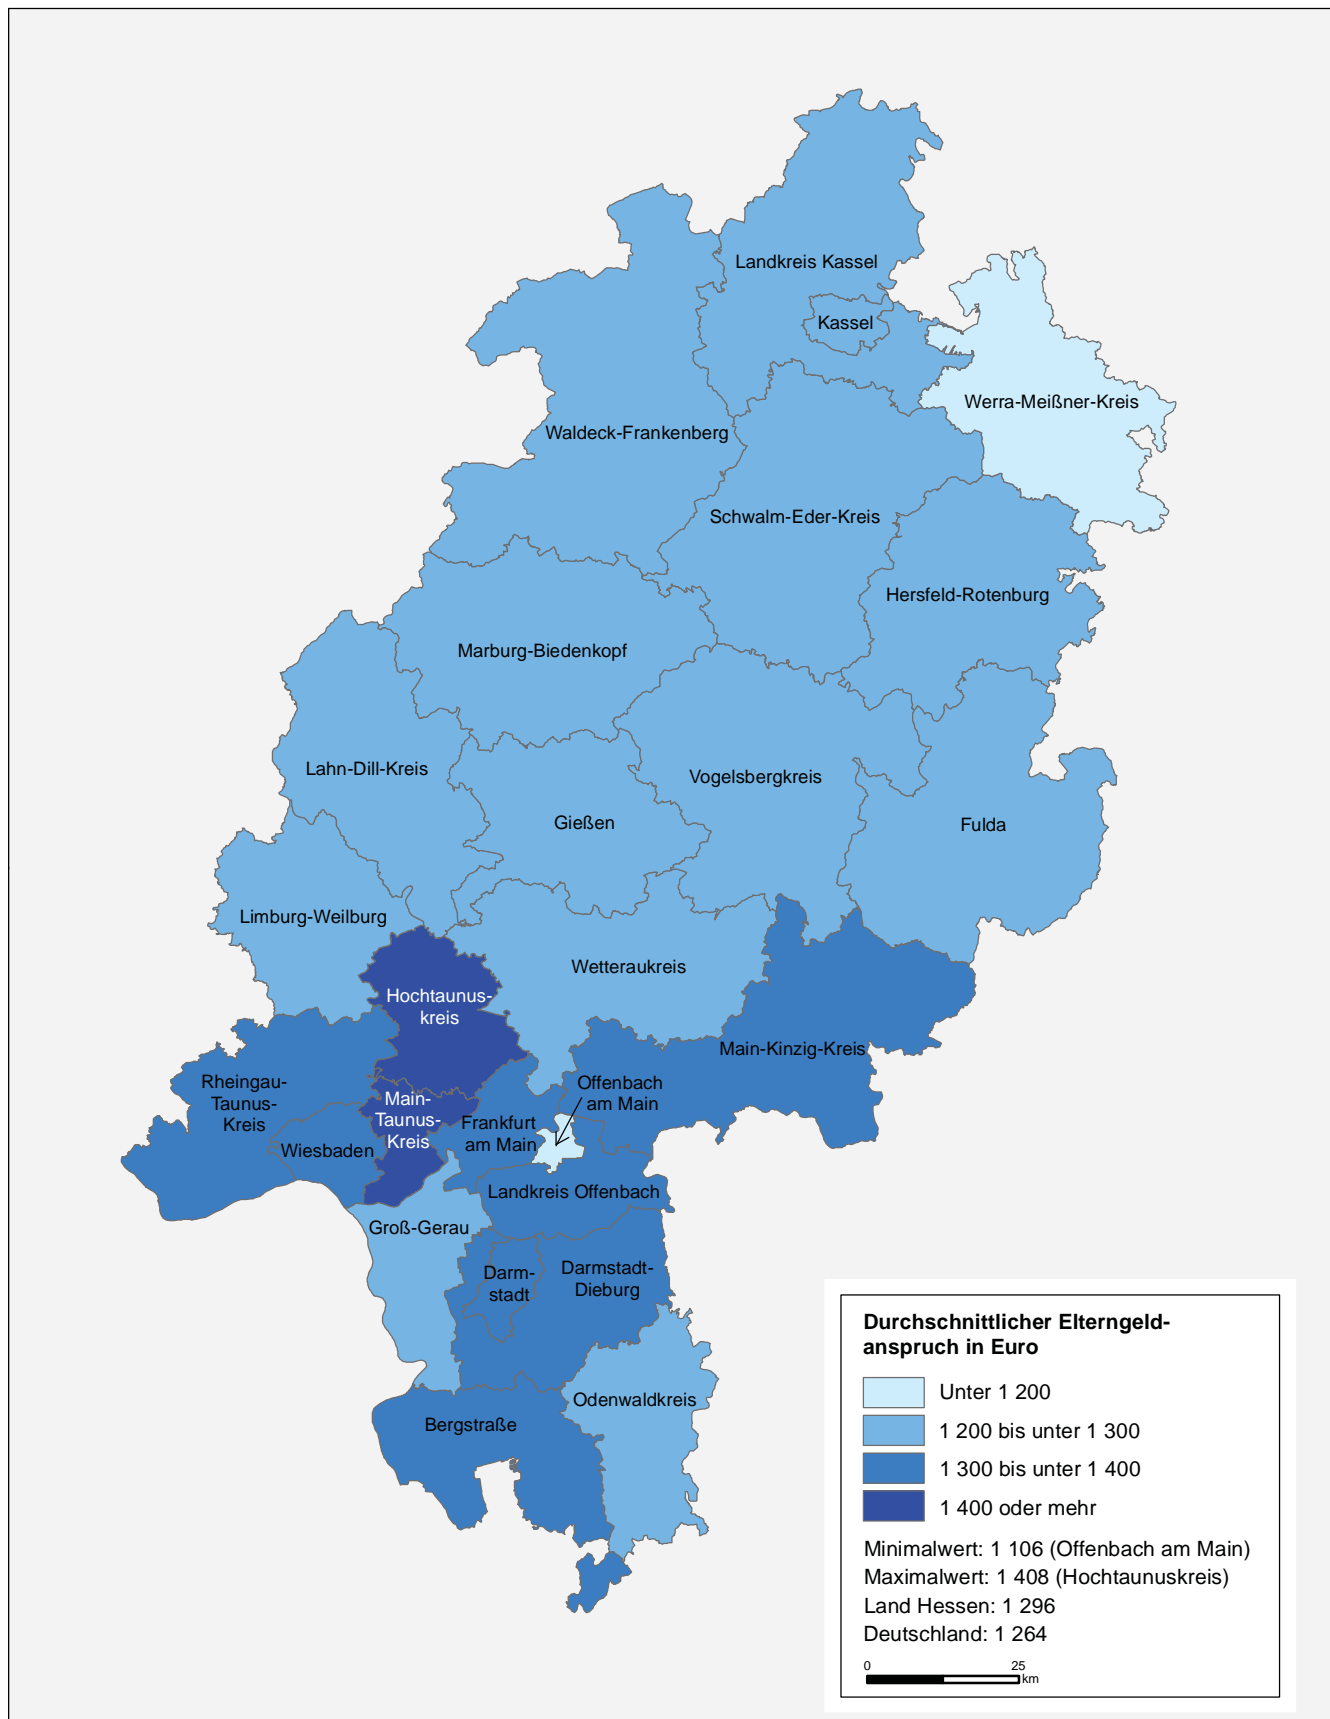 Landkreis Kassel
Kassel
Werra-Meißner-Kreis
Waldeck-Frankenberg
Schwalm-Eder-Kreis
Hersfeld-Rotenburg
Marburg-Biedenkopf
Lahn-Dill-Kreis
Vogelsbergkreis
Gießen
Fulda
Limburg-Weilburg
Wetteraukreis
Hochtaunus-
kreis
Main-Kinzig-Kreis
Rheingau-
Taunus-
Kreis
Offenbach
am Main
Main-
Taunus-
Kreis
Frankfurt
am Main
Wiesbaden
Landkreis Offenbach
Groß-Gerau
Darm-
stadt
Darmstadt-
Dieburg
Odenwaldkreis
Bergstraße
Durchschnittlicher Elterngeld-
anspruch in Euro
Unter 1 200
1 200 bis unter 1 300
1 300 bis unter 1 400
1 400 oder mehr
Minimalwert: 1 106 (Offenbach am Main)
Maximalwert: 1 408 (Hochtaunuskreis)
Land Hessen: 1 296
Deutschland: 1 264
0 25
km